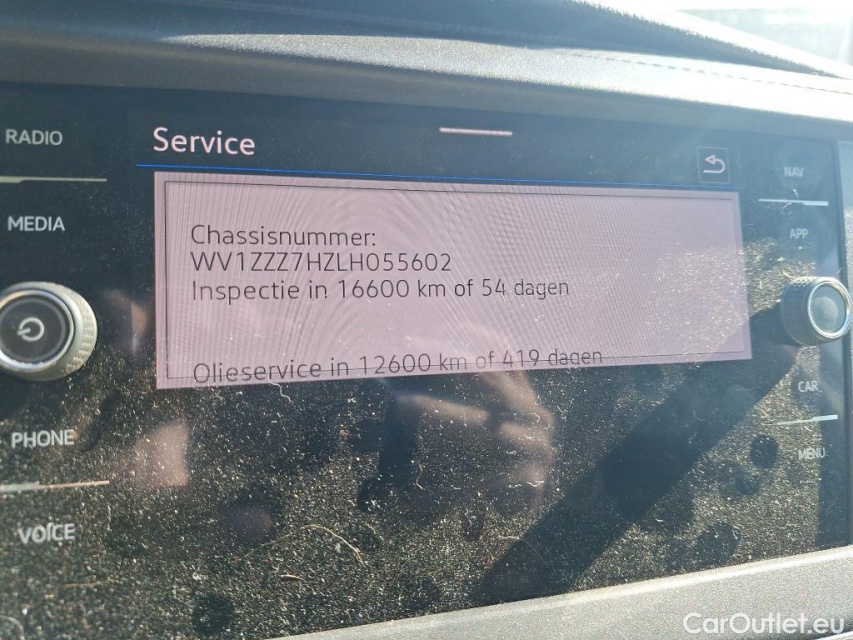 Service
RADIO
MEDIA
PHONE
VOICE
Chassisnummer:
WV1ZZZ7HZLH055602
Inspectie in 16600 km of 54 dagen
Olieservice in 12600 km of 419 dagen
NAV
APP
CAR
MENU
CarOutlet.eu